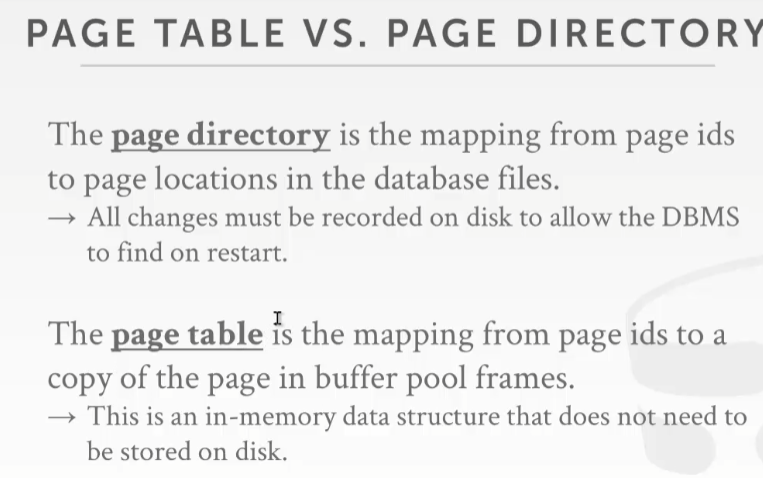 PAGE TABLE VS. PAGE DIRECTORY
The page directory is the mapping from page ids
to page locations in the database files.
→ All changes must be recorded on disk to allow the DBMS
to find on restart.
The page table is the mapping from page ids to a
copy of the page in buffer pool frames.
→ This is an in-memory data structure that does not need to
be stored on disk.